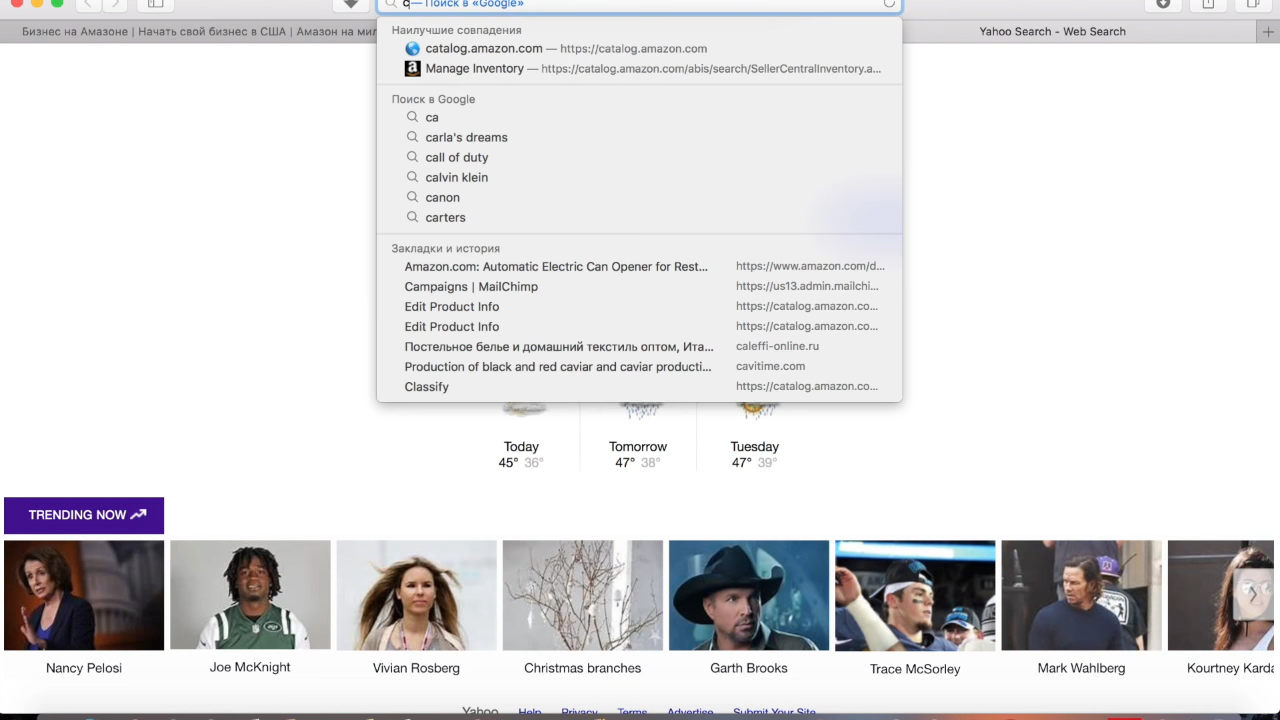 c — Поиск в «Google»
Бизнес на Амазоне | Начать свой бизнес в США | Амазон на мил
Yahoo Search - Web Search
Наилучшие совпадения
catalog.amazon.com — https://catalog.amazon.com
Manage Inventory — https://catalog.amazon.com/abis/search/SellerCentralInventory.a...
Поиск в Google
ca
carla's dreams
call of duty
calvin klein
canon
carters
Закладки и история
Amazon.com: Automatic Electric Can Opener for Rest... https://www.amazon.com/d...
Campaigns | MailChimp https://us13.admin.mailchi...
Edit Product Info https://catalog.amazon.co...
Edit Product Info https://catalog.amazon.co...
Постельное белье и домашний текстиль оптом, Ита... caleffi-online.ru
Production of black and red caviar and caviar producti... cavitime.com
Classify https://catalog.amazon.co...
Today Tomorrow Tuesday
45° 36° 47° 38° 47° 39°
TRENDING NOW
Nancy Pelosi Joe McKnight Vivian Rosberg Christmas branches Garth Brooks Trace McSorley Mark Wahlberg Kourtney Karda
Yahoo Help Privacy Terms Advertise Submit Your Site